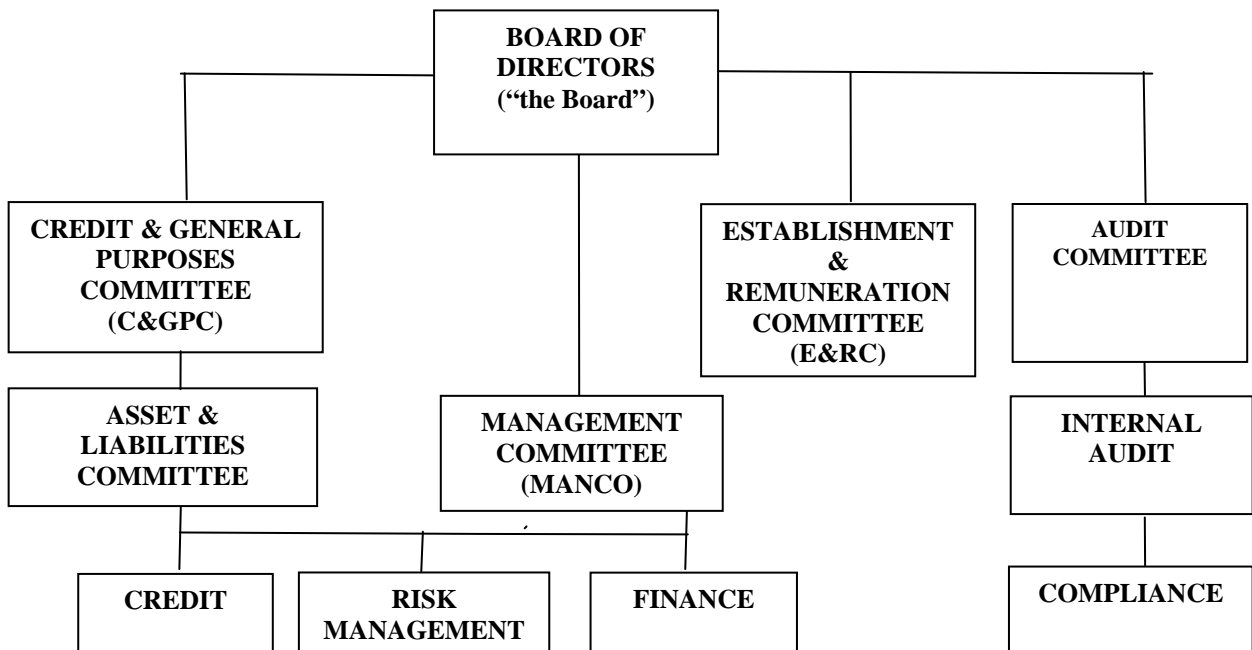 BOARD OF
DIRECTORS
(“the Board”)
CREDIT & GENERAL
PURPOSES
COMMITTEE
(C&GPC)
ESTABLISHMENT
&
REMUNERATION
COMMITTEE
(E&RC)
AUDIT
COMMITTEE
ASSET &
LIABILITIES
COMMITTEE
MANAGEMENT
COMMITTEE
(MANCO)
INTERNAL
AUDIT
CREDIT
RISK
MANAGEMENT
FINANCE
COMPLIANCE